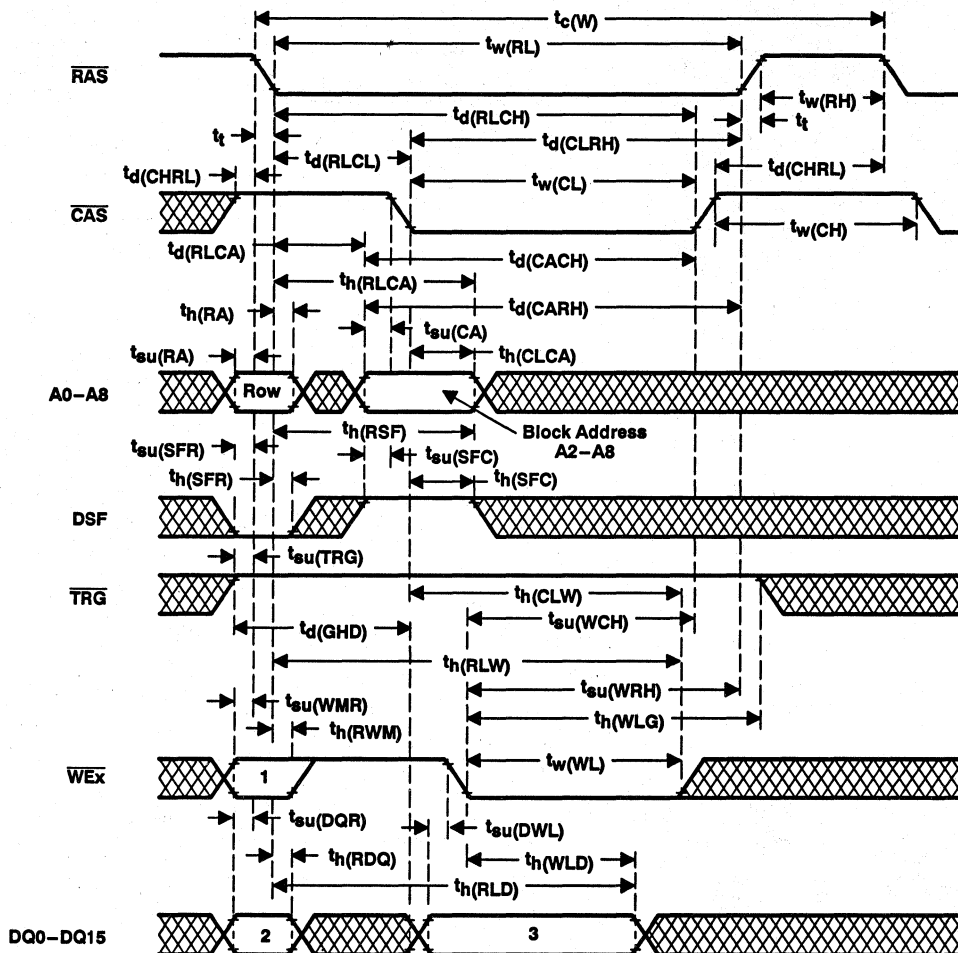 tc(W)
tw(RL)
RAS
tw(RH)
td(RLCH)
tt
tt
td(CLRH)
td(RLCL)
td(CHRL)
td(CHRL)
tw(CL)
CAS
tw(CH)
td(RLCA)
td(CACH)
th(RLCA)
td(CARH)
th(RA)
tsu(CA)
tsu(RA)
th(CLCA)
A0–A8
Row
th(RSF)
Block Address
A2–A8
tsu(SFR)
tsu(SFC)
th(SFR)
th(SFC)
DSF
tsu(TRG)
TRG
th(CLW)
tsu(WCH)
td(GHD)
th(RLW)
tsu(WRH)
tsu(WMR)
th(WLG)
th(RWM)
tw(WL)
WEx
1
tsu(DQR)
tsu(DWL)
th(RDQ)
th(WLD)
th(RLD)
DQ0–DQ15
2
3